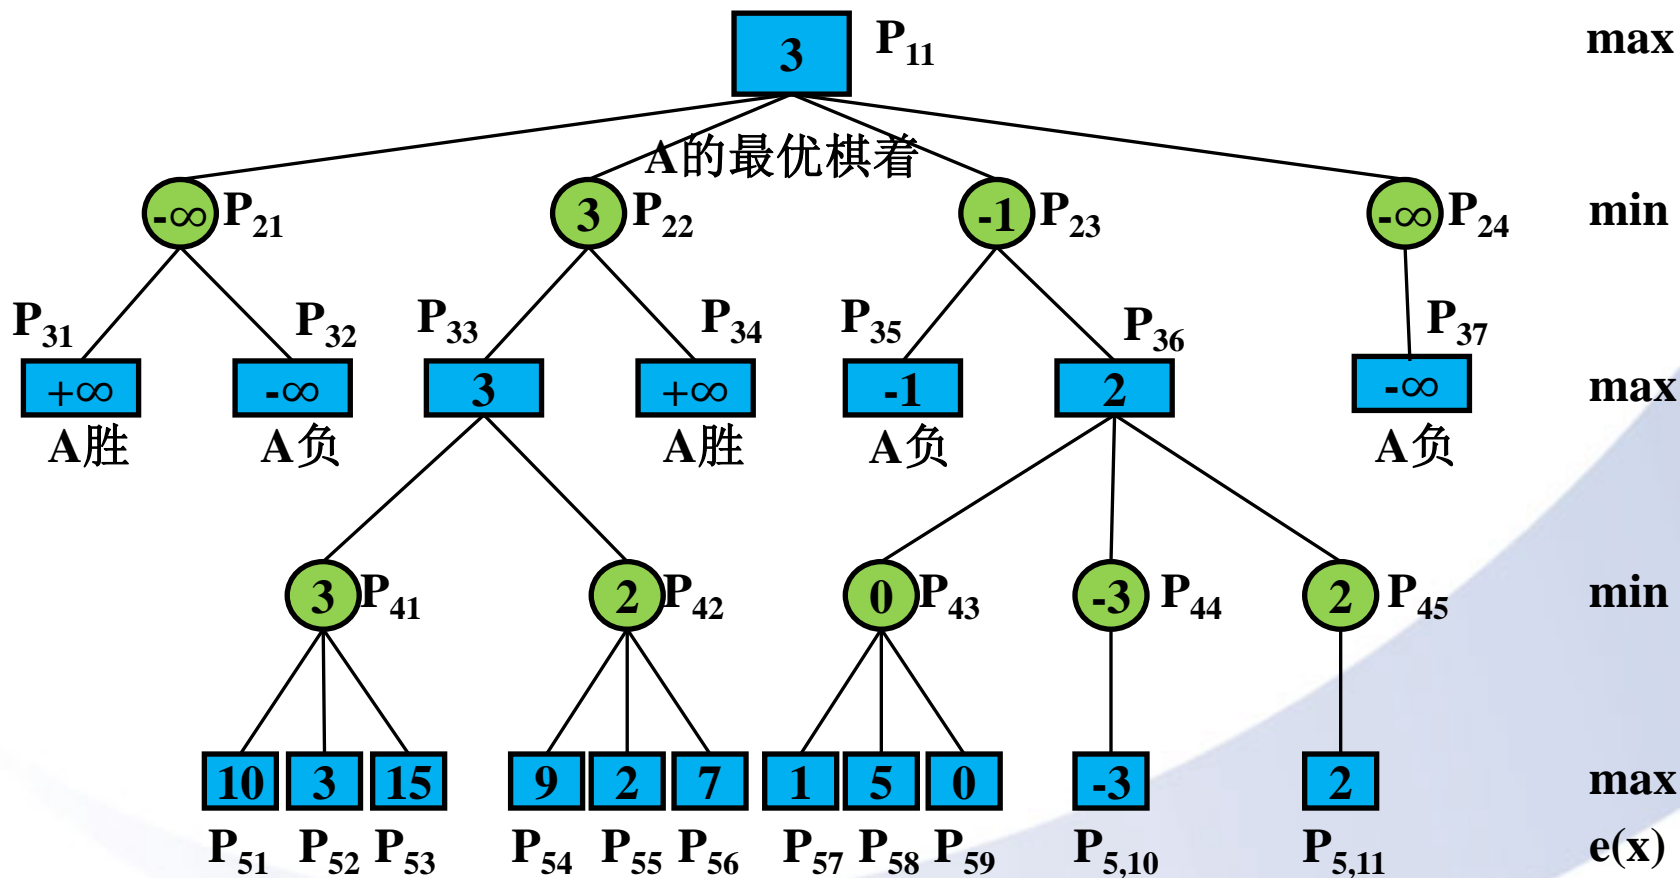 3 P11 max
A的最优棋着
-∞ P21 3 P22 -1 P23 -∞ P24 min
P31 P32 P33 P34 P35 P36 P37
+∞ -∞ 3 +∞ -1 2 -∞ max
A胜 A负 A胜 A负 A负
3 P41 2 P42 0 P43 -3 P44 2 P45 min
10 3 15 9 2 7 1 5 0 -3 2 max
P51 P52 P53 P54 P55 P56 P57 P58 P59 P5,10 P5,11 e(x)